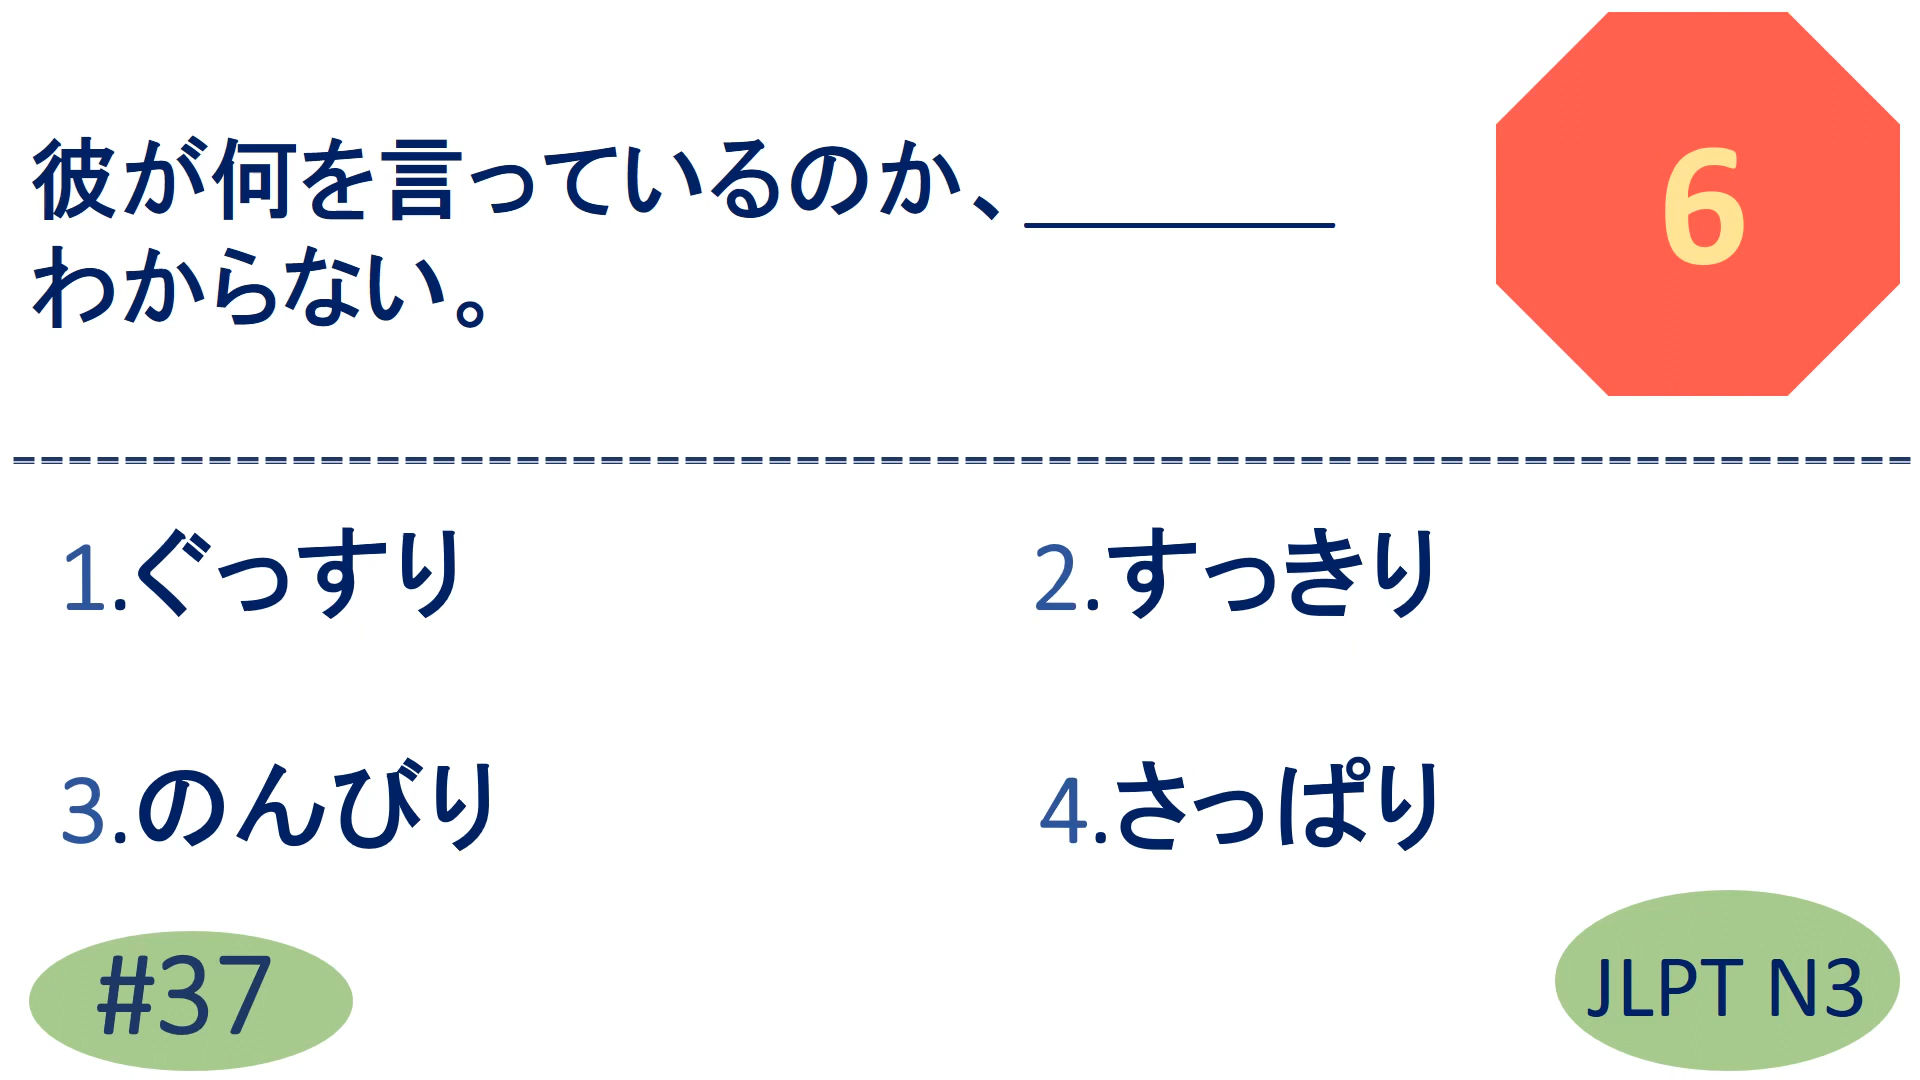 彼が何を言っているのか、________
わからない。
6
1.ぐっすり
2.すっきり
3.のんびり
4.さっぱり
#37
JLPT N3